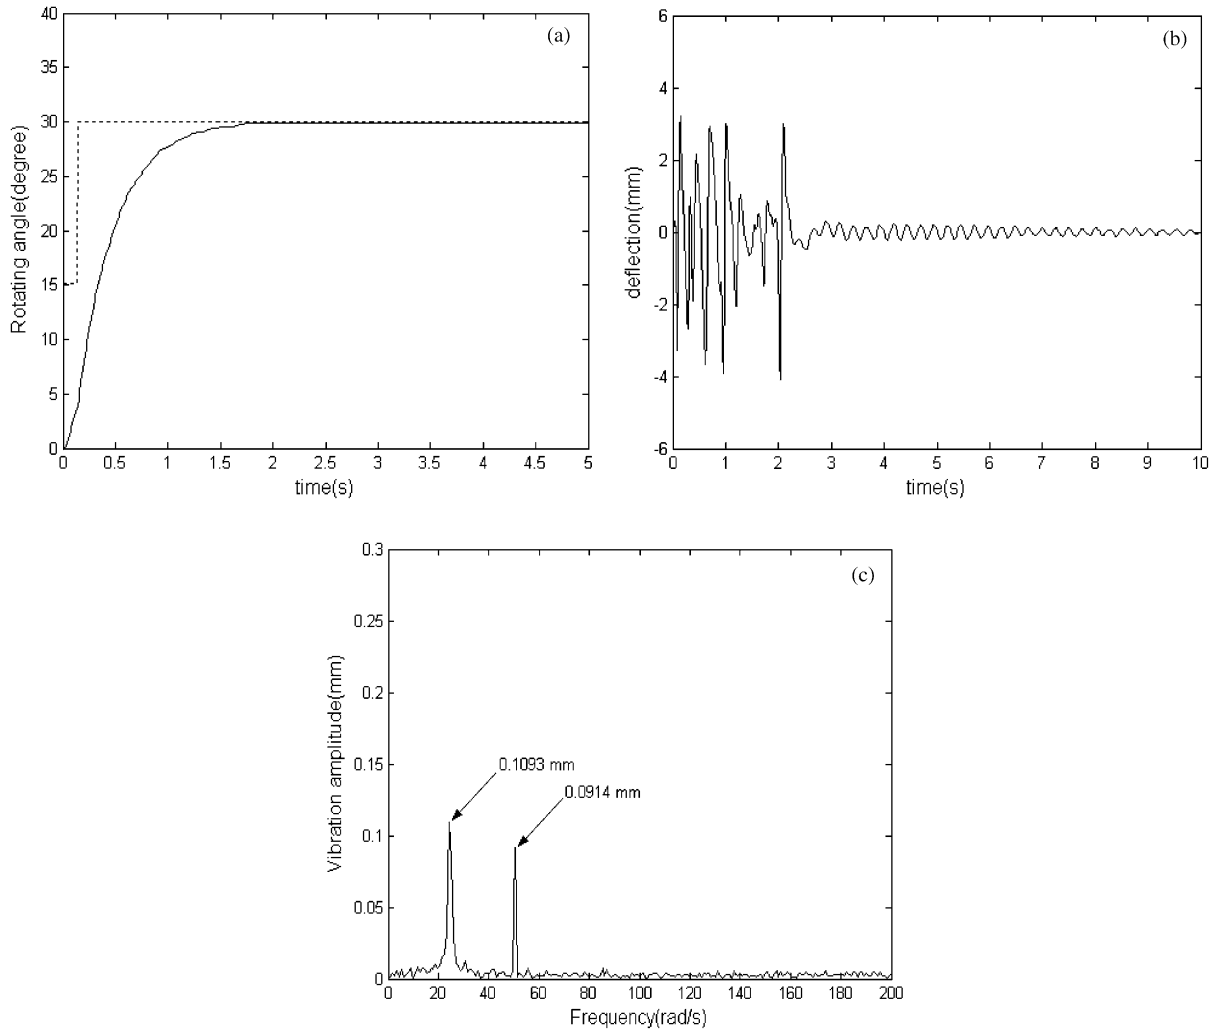 (a)
40
35
30
25
20
15
10
5
0
Rotating angle(degree)
0 0.5 1 1.5 2 2.5 3 3.5 4 4.5 5
time(s)
(b)
6
4
2
0
-2
-4
-6
deflection(mm)
0 1 2 3 4 5 6 7 8 9 10
time(s)
(c)
0.3
0.25
0.2
0.15
0.1
0.05
0
Vibration amplitude(mm)
0.1093 mm
0.0914 mm
0 20 40 60 80 100 120 140 160 180 200
Frequency(rad/s)